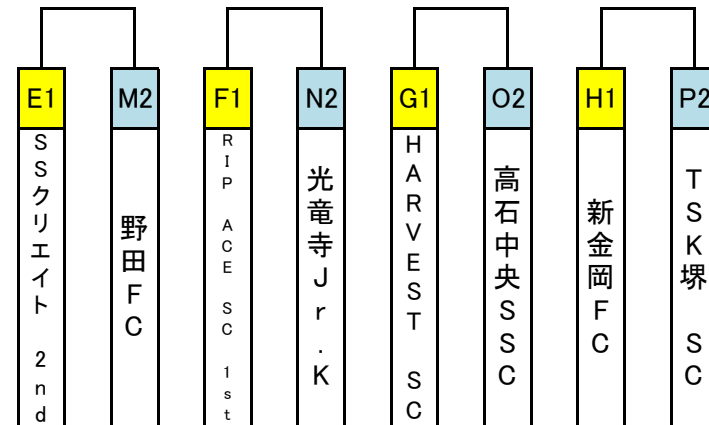 E1
M2
F1
N2
G1
O2
H1
P2
SSクリエイト 2nd
野田FC
RIP ACE SC 1st
光竜寺Jr.K
HARVEST SC
高石中央SSC
新金岡FC
TSK堺 SC